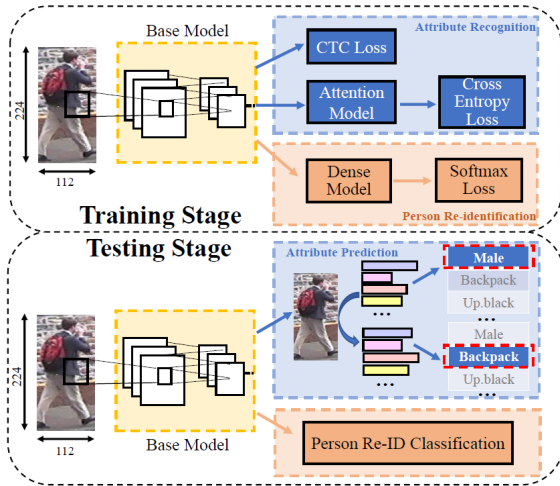 Base Model
Attribute Recognition
CTC Loss
Attention
Model
Cross
Entropy
Loss
224
112
Dense
Model
Softmax
Loss
Training Stage
Person Re-identification
Testing Stage
Attribute Prediction
Male
Backpack
Up.black
...
Male
Backpack
Up.black
...
...
...
224
112
Base Model
Person Re-ID Classification